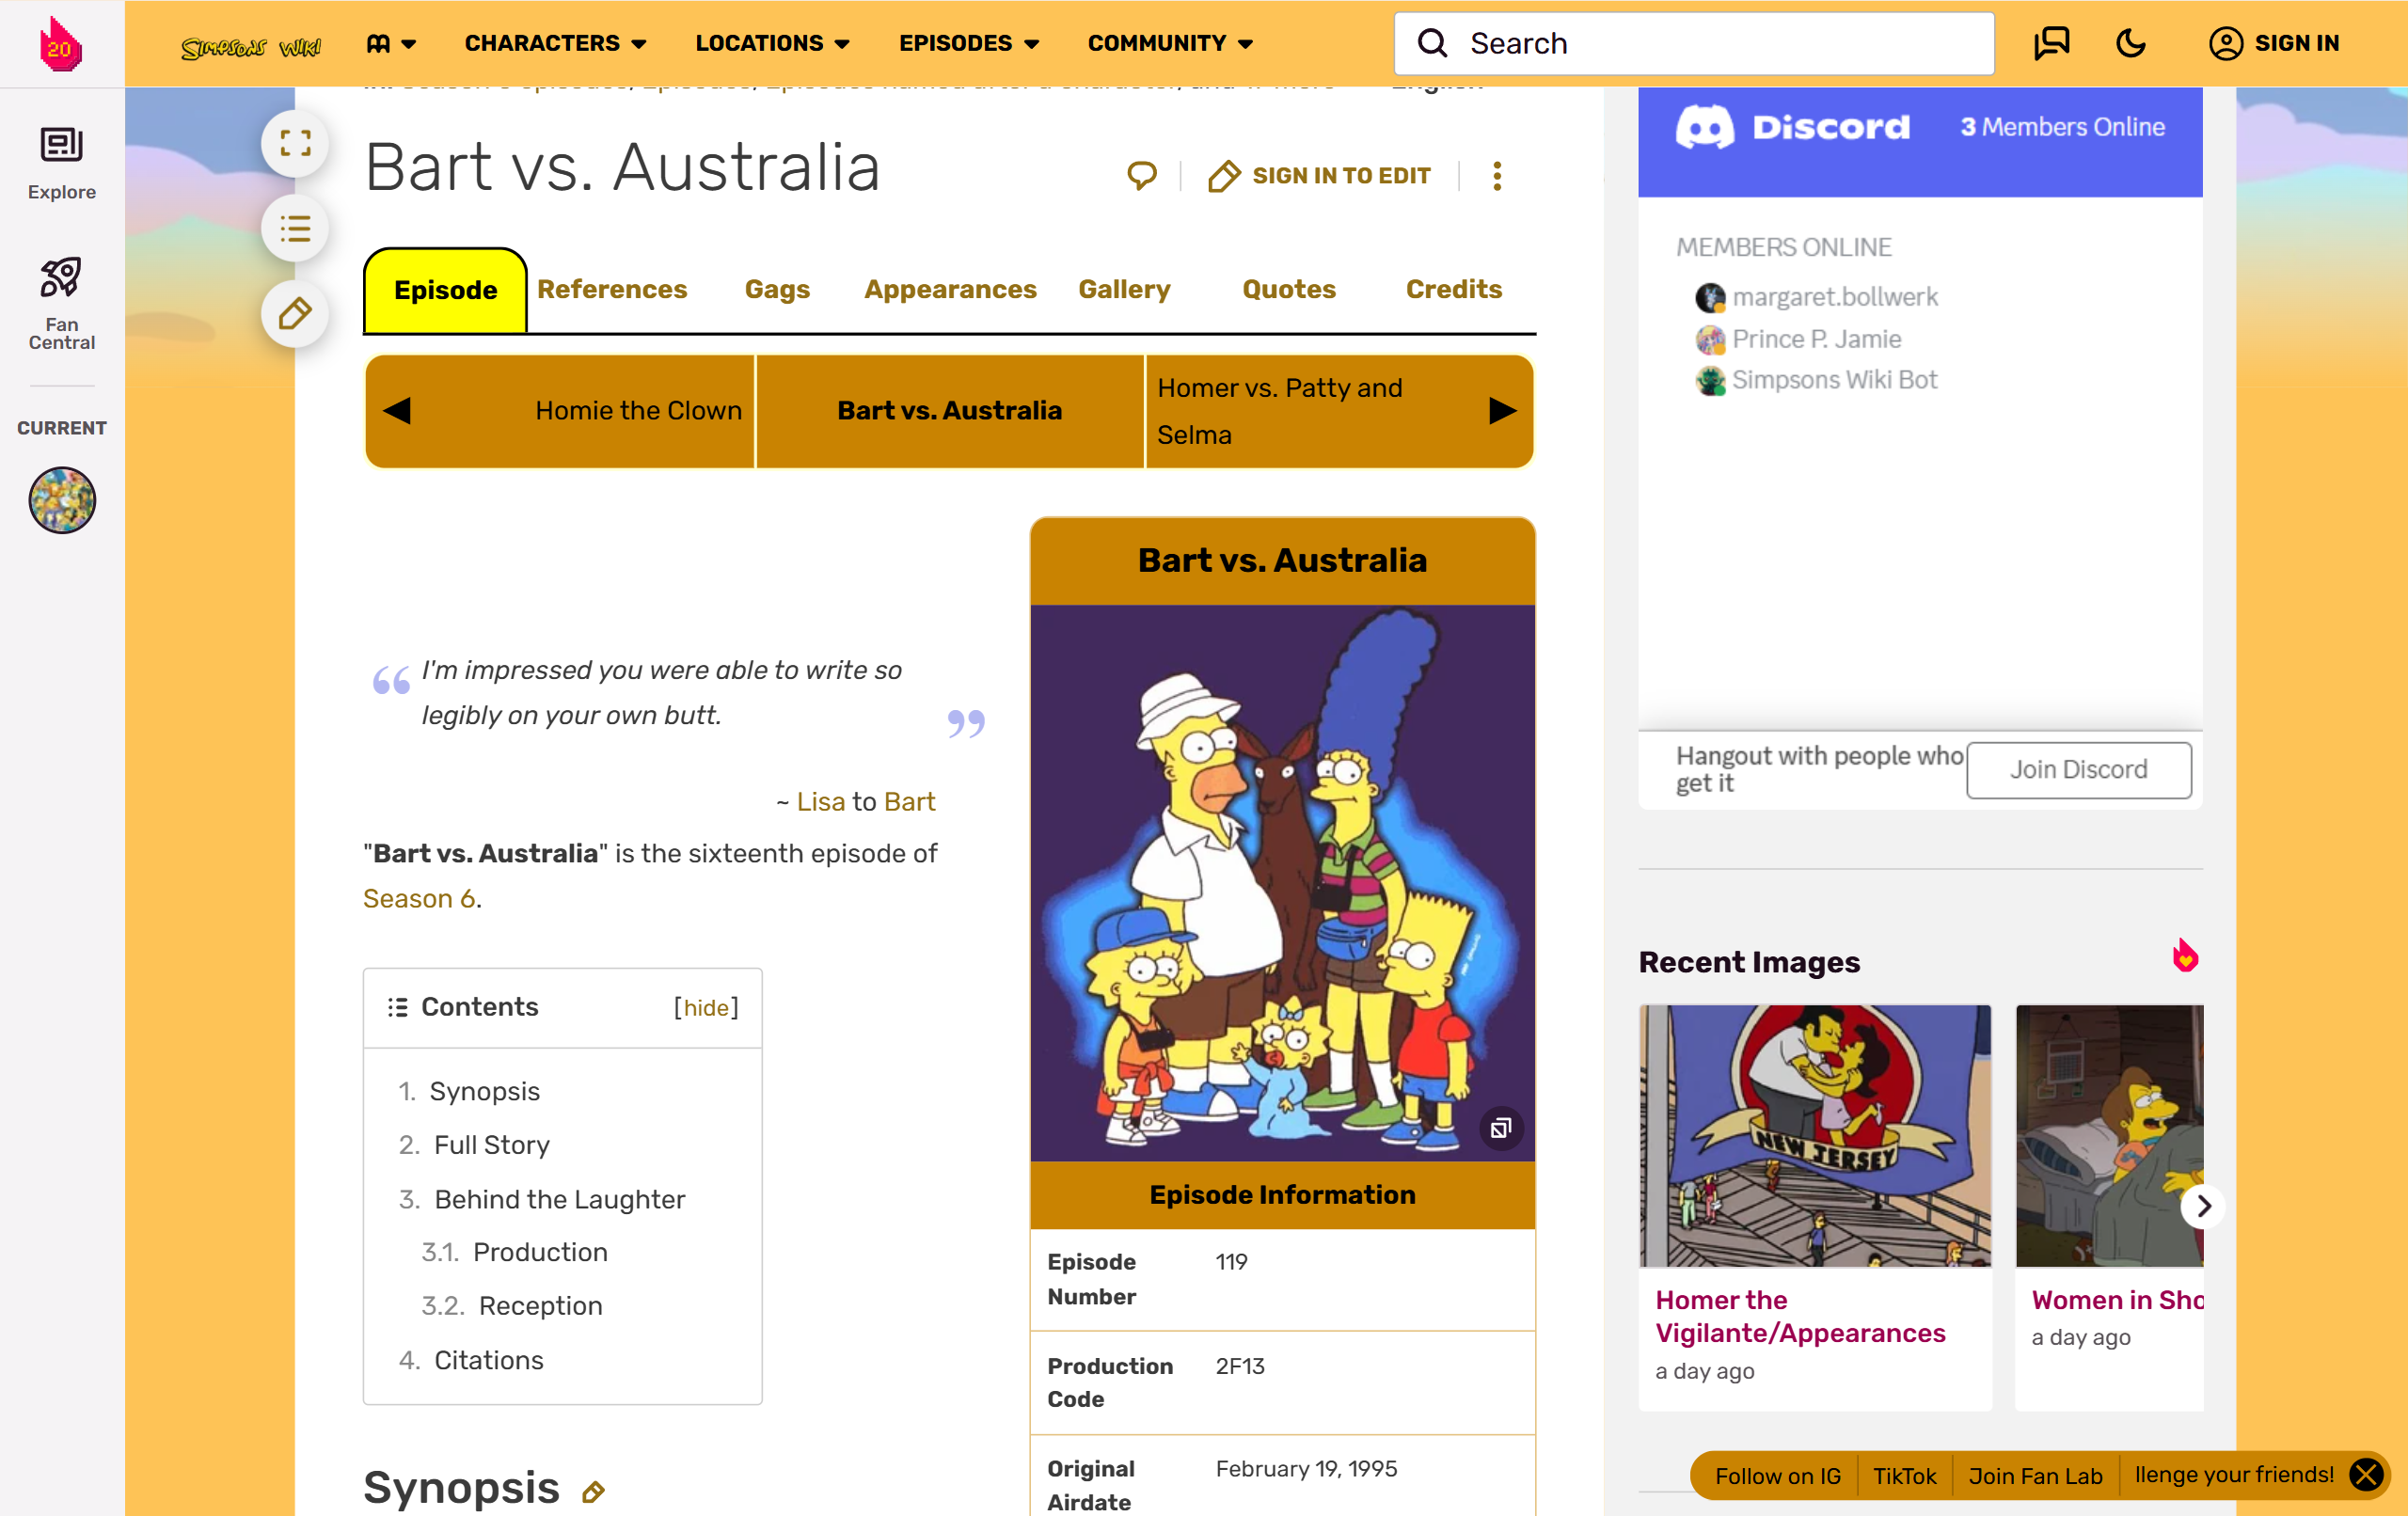 20
Simpsons Wiki
CHARACTERS
LOCATIONS
EPISODES
COMMUNITY
Search
SIGN IN
Explore
Fan
Central
CURRENT
Bart vs. Australia
SIGN IN TO EDIT
Episode
References
Gags
Appearances
Gallery
Quotes
Credits
Homie the Clown
Bart vs. Australia
Homer vs. Patty and
Selma
“ I'm impressed you were able to write so
legibly on your own butt. ”
~ Lisa to Bart
"Bart vs. Australia" is the sixteenth episode of
Season 6.
Contents [hide]
1. Synopsis
2. Full Story
3. Behind the Laughter
3.1. Production
3.2. Reception
4. Citations
Synopsis
Bart vs. Australia
Episode Information
Episode
Number
119
Production
Code
2F13
Original
Airdate
February 19, 1995
Discord
3 Members Online
MEMBERS ONLINE
margaret.bollwerk
Prince P. Jamie
Simpsons Wiki Bot
Hangout with people who
get it
Join Discord
Recent Images
NEW JERSEY
Homer the
Vigilante/Appearances
a day ago
Women in Sho
a day ago
Follow on IG
TikTok
Join Fan Lab
llenge your friends!